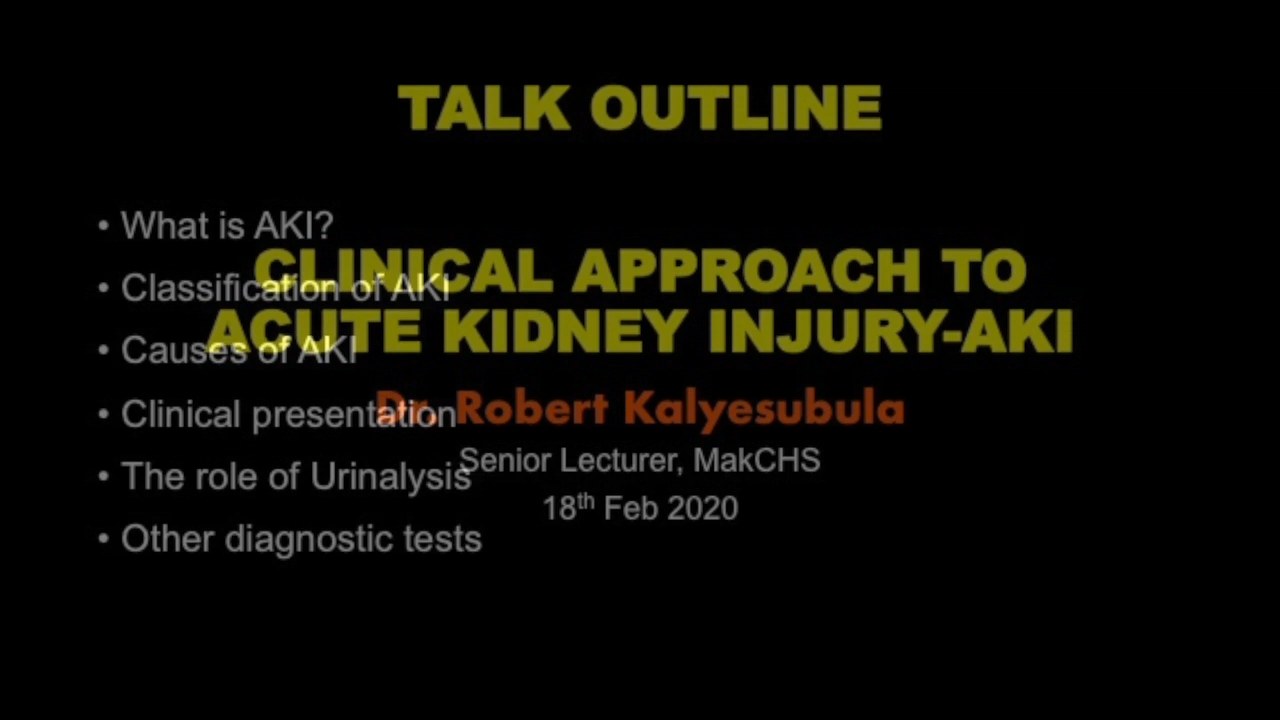 TALK OUTLINE
• What is AKI?
• Classification of AKI
• Causes of AKI
• Clinical presentation
• The role of Urinalysis
• Other diagnostic tests
CLINICAL APPROACH TO
ACUTE KIDNEY INJURY-AKI
Dr. Robert Kalyesubula
Senior Lecturer, MakCHS
18th Feb 2020